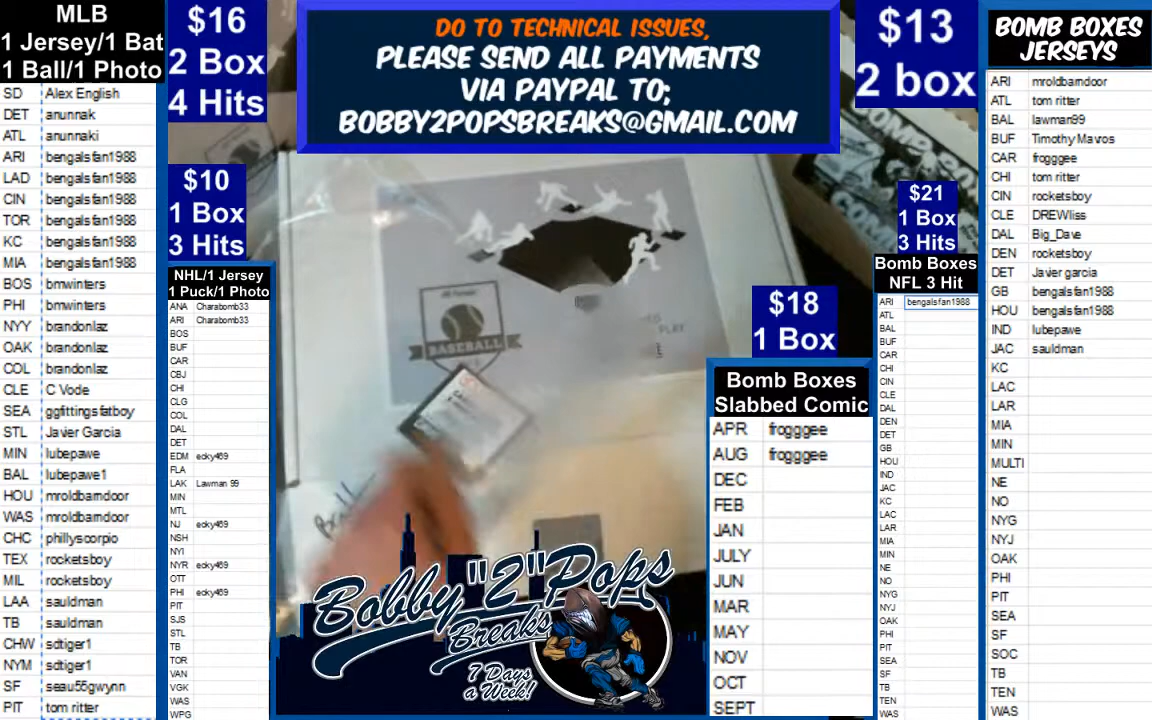 MLB
1 Jersey/1 Bat
1 Ball/1 Photo
SD Alex English
DET anunnak
ATL anunnaki
ARI bengalsfan1988
LAD bengalsfan1988
CIN bengalsfan1988
TOR bengalsfan1988
KC bengalsfan1988
MIA bengalsfan1988
BOS bmwinters
PHI bmwinters
NYY brandonlaz
OAK brandonlaz
COL brandonlaz
CLE C Vode
SEA ggfittingsfatboy
STL Javier Garcia
MIN lubepawe
BAL lubepawe1
HOU mroldbarndoor
WAS mroldbarndoor
CHC phillyscorpio
TEX rocketsboy
MIL rocketsboy
LAA sauldman
TB sauldman
CHW sdtiger1
NYM sdtiger1
SF seau55gwynn
PIT tom ritter
$16
2 Box
4 Hits
$10
1 Box
3 Hits
NHL/1 Jersey
1 Puck/1 Photo
ANA Charabomb33
ARI Charabomb33
BOS
BUF
CAR
CBJ
CHI
CLG
COL
DAL
DET
EDM ecky469
FLA
LAK Lawman 99
MIN
MTL
NJ ecky469
NSH
NYI
NYR ecky469
OTT
PHI ecky469
PIT
SJS
STL
TB
TOR
VAN
VGK
WAS
WPG
DO TO TECHNICAL ISSUES,
PLEASE SEND ALL PAYMENTS
VIA PAYPAL TO;
BOBBY2POPSBREAKS@GMAIL.COM
BASEBALL
PLAY
Bobby "2" Pops
Breaks
7 Days
a Week!
$18
1 Box
Bomb Boxes
Slabbed Comic
APR frogggee
AUG frogggee
DEC
FEB
JAN
JULY
JUN
MAR
MAY
NOV
OCT
SEPT
$13
2 box
$21
1 Box
3 Hits
Bomb Boxes
NFL 3 Hit
ARI bengalsfan1988
ATL
BAL
BUF
CAR
CHI
CIN
CLE
DAL
DEN
DET
GB
HOU
IND
JAC
KC
LAC
LAR
MIA
MIN
NE
NO
NYG
NYJ
OAK
PHI
PIT
SEA
SF
TB
TEN
WAS
BOMB BOXES
JERSEYS
ARI mroldbarndoor
ATL tom ritter
BAL lawman99
BUF Timothy Mavros
CAR frogggee
CHI tom ritter
CIN rocketsboy
CLE DREWliss
DAL Big_Dave
DEN rocketsboy
DET Javier garcia
GB bengalsfan1988
HOU bengalsfan1988
IND lubepawe
JAC sauldman
KC
LAC
LAR
MIA
MIN
MULTI
NE
NO
NYG
NYJ
OAK
PHI
PIT
SEA
SF
SOC
TB
TEN
WAS